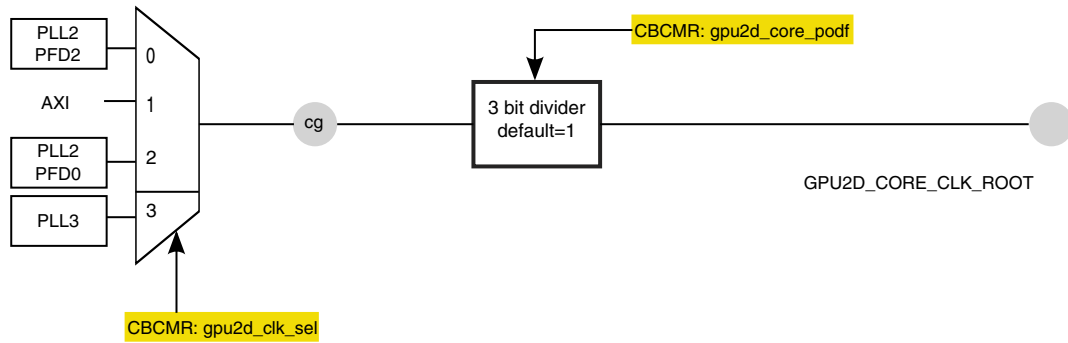 PLL2
PFD2
0
CBCMR: gpu2d_core_podf
AXI
1
cg
3 bit divider
default=1
PLL2
PFD0
2
GPU2D_CORE_CLK_ROOT
PLL3
3
CBCMR: gpu2d_clk_sel